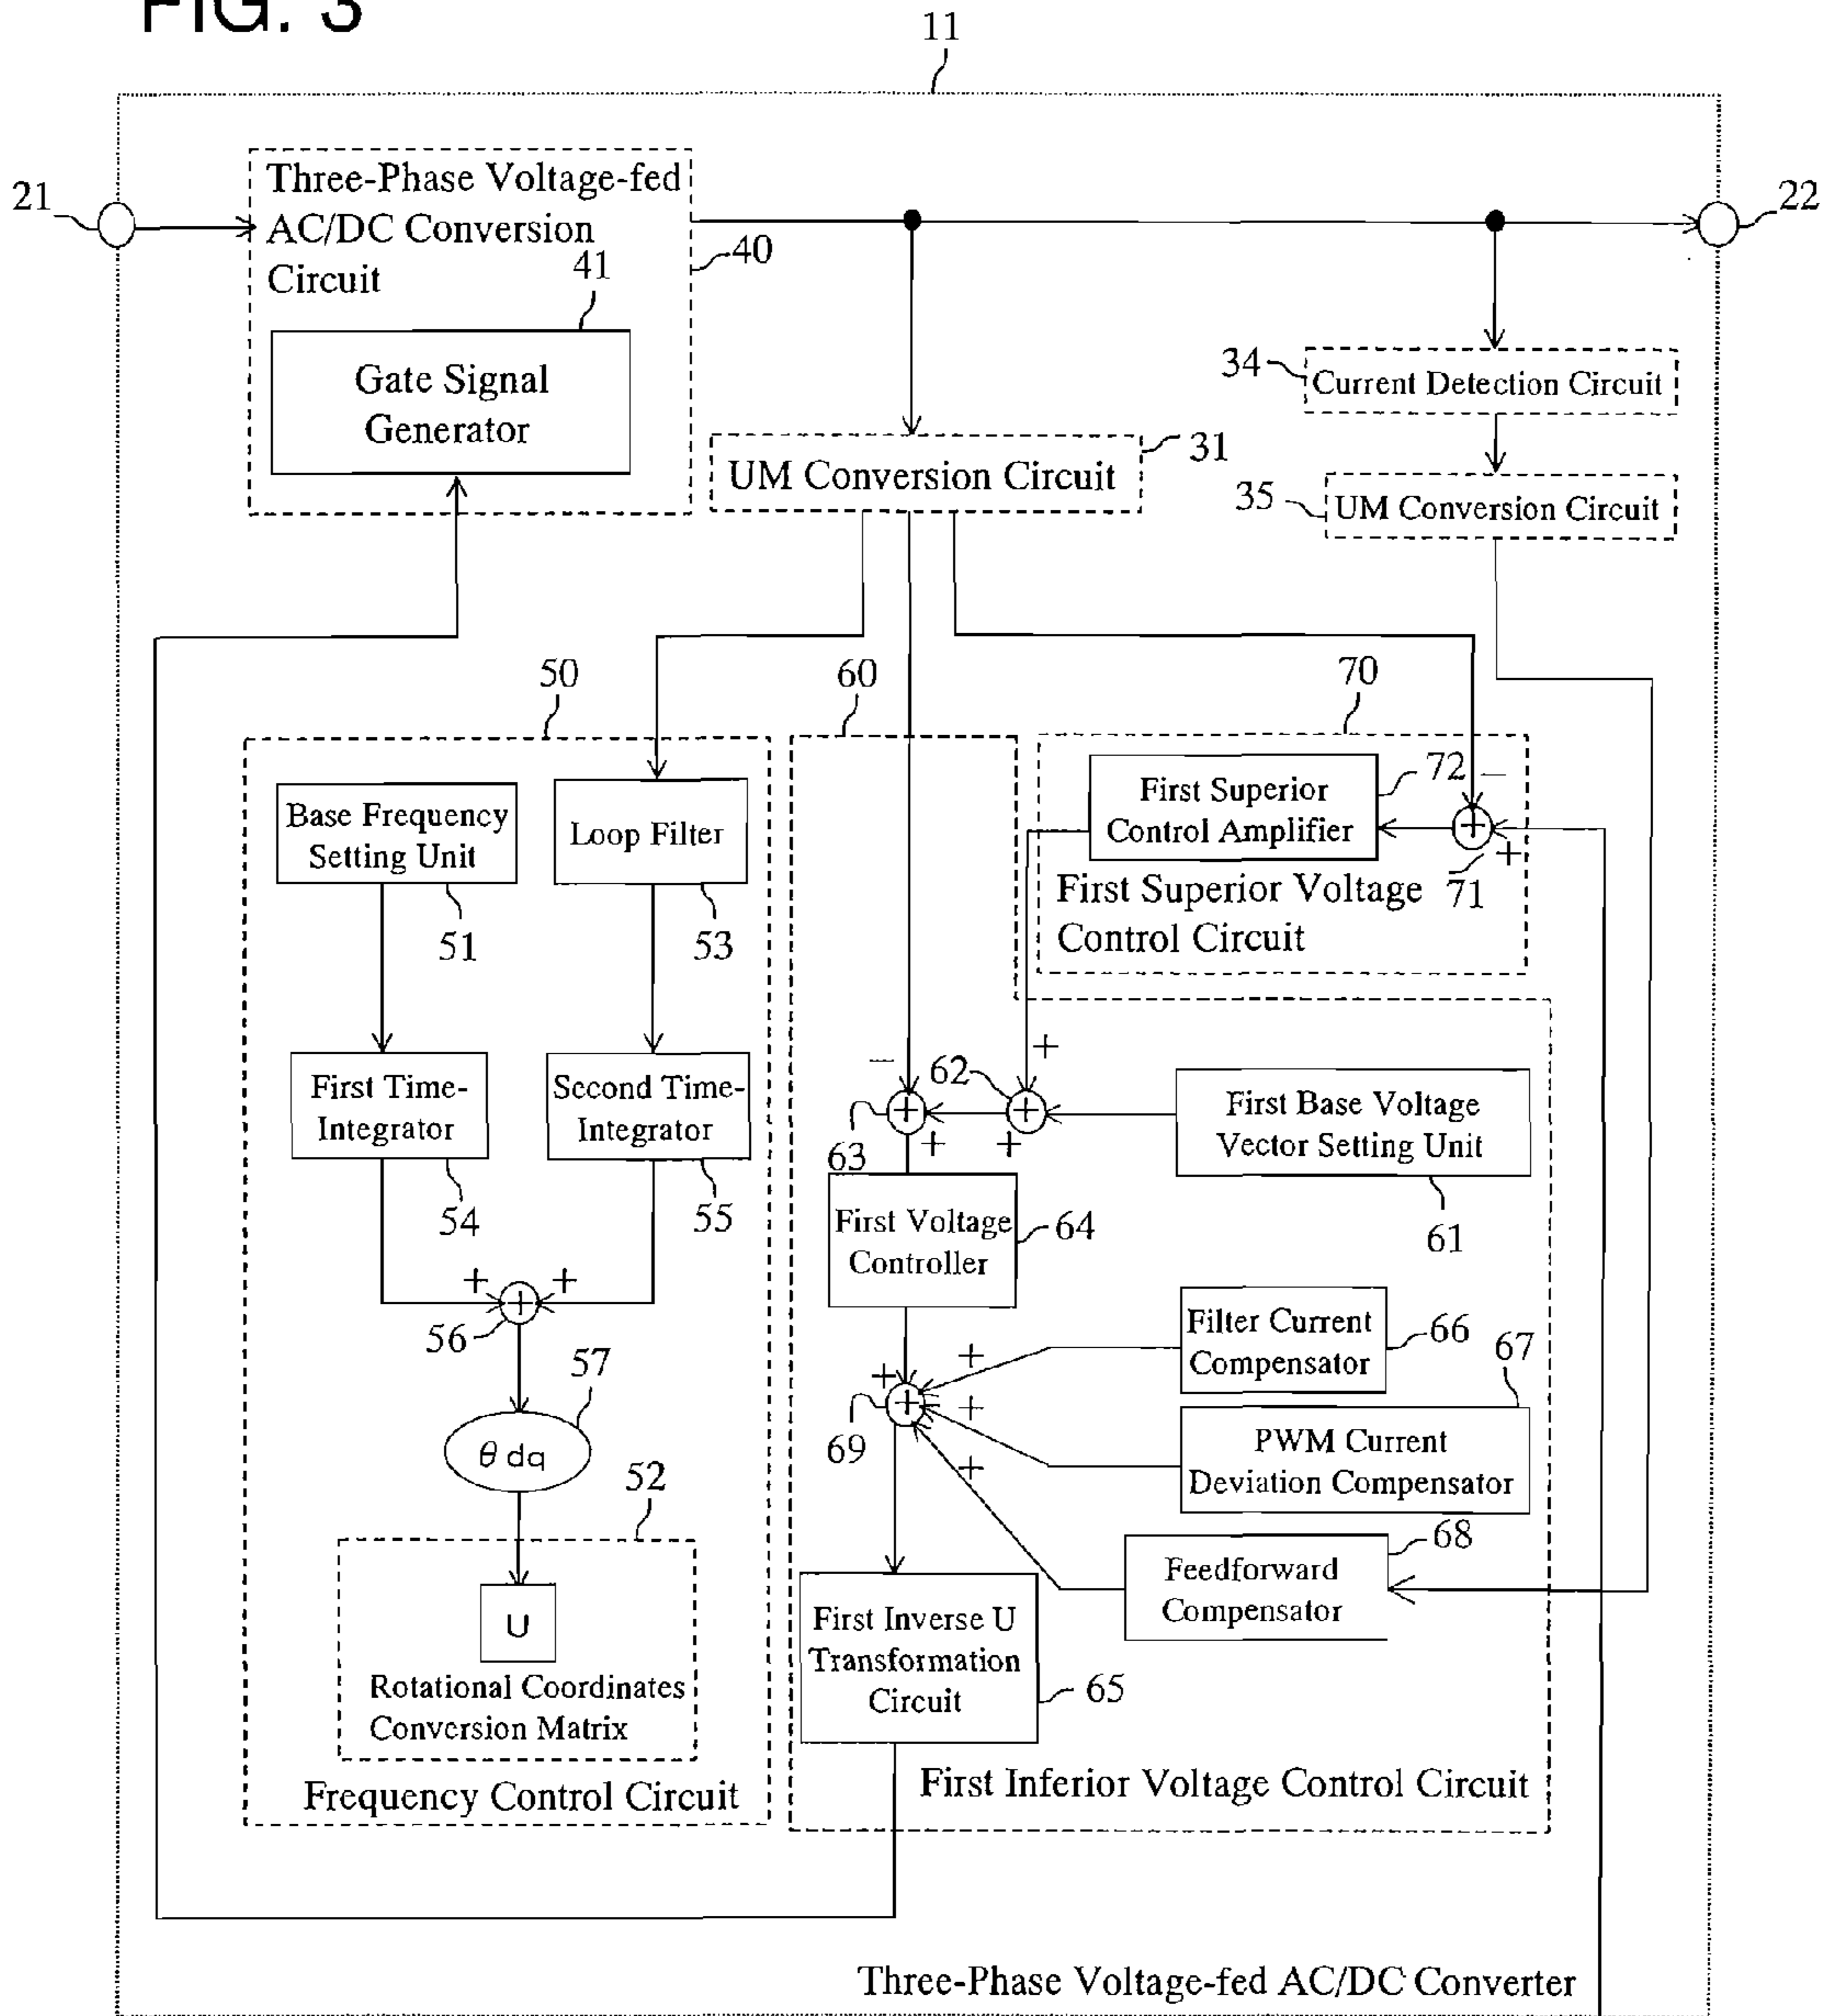 FIG. 3
11
21
Three-Phase Voltage-fed
AC/DC Conversion
Circuit
41
40
22
Gate Signal
Generator
34
Current Detection Circuit
31
UM Conversion Circuit
35
UM Conversion Circuit
50
60
70
Base Frequency
Setting Unit
51
Loop Filter
53
First Superior
Control Amplifier
72
−
+
+
71
First Superior Voltage
Control Circuit
First Time-
Integrator
54
Second Time-
Integrator
55
−
+
63
+
62
+
+
+
First Base Voltage
Vector Setting Unit
61
First Voltage
Controller
64
+
+
+
56
57
θ dq
52
U
Rotational Coordinates
Conversion Matrix
Frequency Control Circuit
Filter Current
Compensator
66
67
PWM Current
Deviation Compensator
+
+
+
+
+
69
68
Feedforward
Compensator
First Inverse U
Transformation
Circuit
65
First Inferior Voltage Control Circuit
Three-Phase Voltage-fed AC/DC Converter